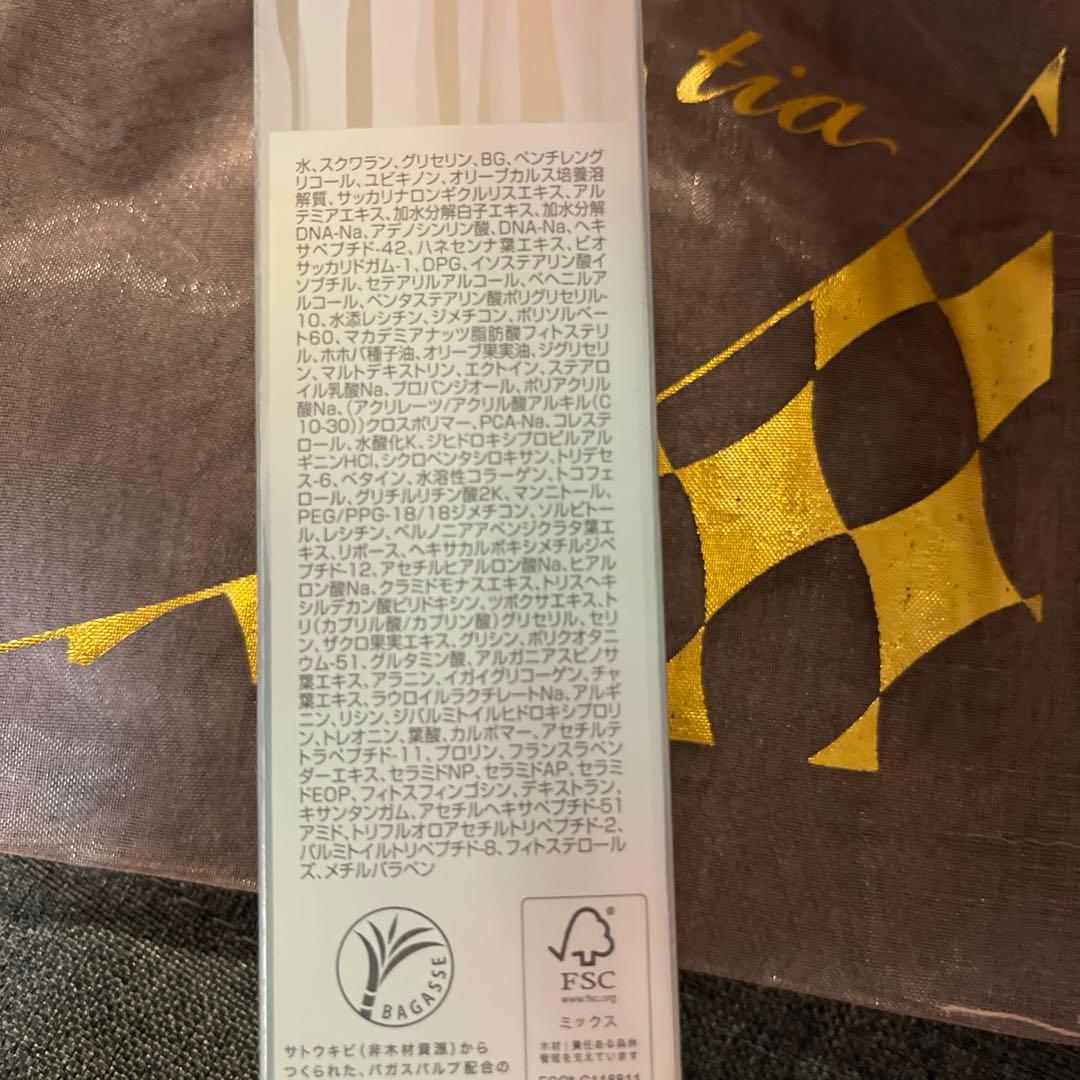 tia
水、スクワラン、グリセリン、BG、ペンチレング
リコール、ユビキノン、オリーブカルス培養溶
解質、サッカリナロンギクルリスエキス、アル
テミアエキス、加水分解白子エキス、加水分解
DNA-Na、アデノシンリン酸、DNA-Na、ヘキ
サペプチド-42、ハネセンナ葉エキス、ビオ
サッカリドガム-1、DPG、イソステアリン酸イ
ソプチル、セテアリルアルコール、ベヘニルア
ルコール、ペンタステアリン酸ポリグリセリル-
10、水添レシチン、ジメチコン、ポリソルベー
ト60、マカデミアナッツ脂肪酸フィトステリ
ル、ホホバ種子油、オリーブ果実油、ジグリセリ
ン、マルトデキストリン、エクトイン、ステアロ
イル乳酸Na、プロパンジオール、ポリアクリル
酸Na、(アクリレーツ/アクリル酸アルキル(C
10-30))クロスポリマー、PCA-Na、コレステ
ロール、水酸化K、ジヒドロキシプロピルアル
ギニンHCl、シクロペンタシロキサン、トリデセ
ス-6、ベタイン、水溶性コラーゲン、トコフェ
ロール、グリチルリチン酸2K、マンニトール、
PEG/PPG-18/18ジメチコン、ソルビトー
ル、レシチン、ベルノニアアペンジクラタ葉エ
キス、リボース、ヘキサカルボキシメチルジペ
プチド-12、アセチルヒアルロン酸Na、ヒアル
ロン酸Na、クラミドモナスエキス、トリスヘキ
シルデカン酸ピリドキシン、ツボクサエキス、ト
リ(カプリル酸/カプリン酸)グリセリル、セリ
ン、ザクロ果実エキス、グリシン、ポリクオタニ
ウム-51、グルタミン酸、アルガニアスピノサ
葉エキス、アラニン、イガイグリコーゲン、チャ
葉エキス、ラウロイルラクチレートNa、アルギ
ニン、リシン、ジパルミトイルヒドロキシプロリ
ン、トレオニン、葉酸、カルボマー、アセチルテ
トラペプチド-11、プロリン、フランスラベン
ダーエキス、セラミドNP、セラミドAP、セラミ
ドEOP、フィトスフィンゴシン、デキストラン、
キサンタンガム、アセチルヘキサペプチド-51
アミド、トリフルオロアセチルトリペプチド-2、
パルミトイルトリペプチド-8、フィトステロール
ズ、メチルパラベン
BAGASSE
サトウキビ(非木材資源)から
つくられた、バガスパルプ配合の
FSC
www.fsc.org
ミックス
木材|責任ある森林
管理を支えています
FSC® C118811